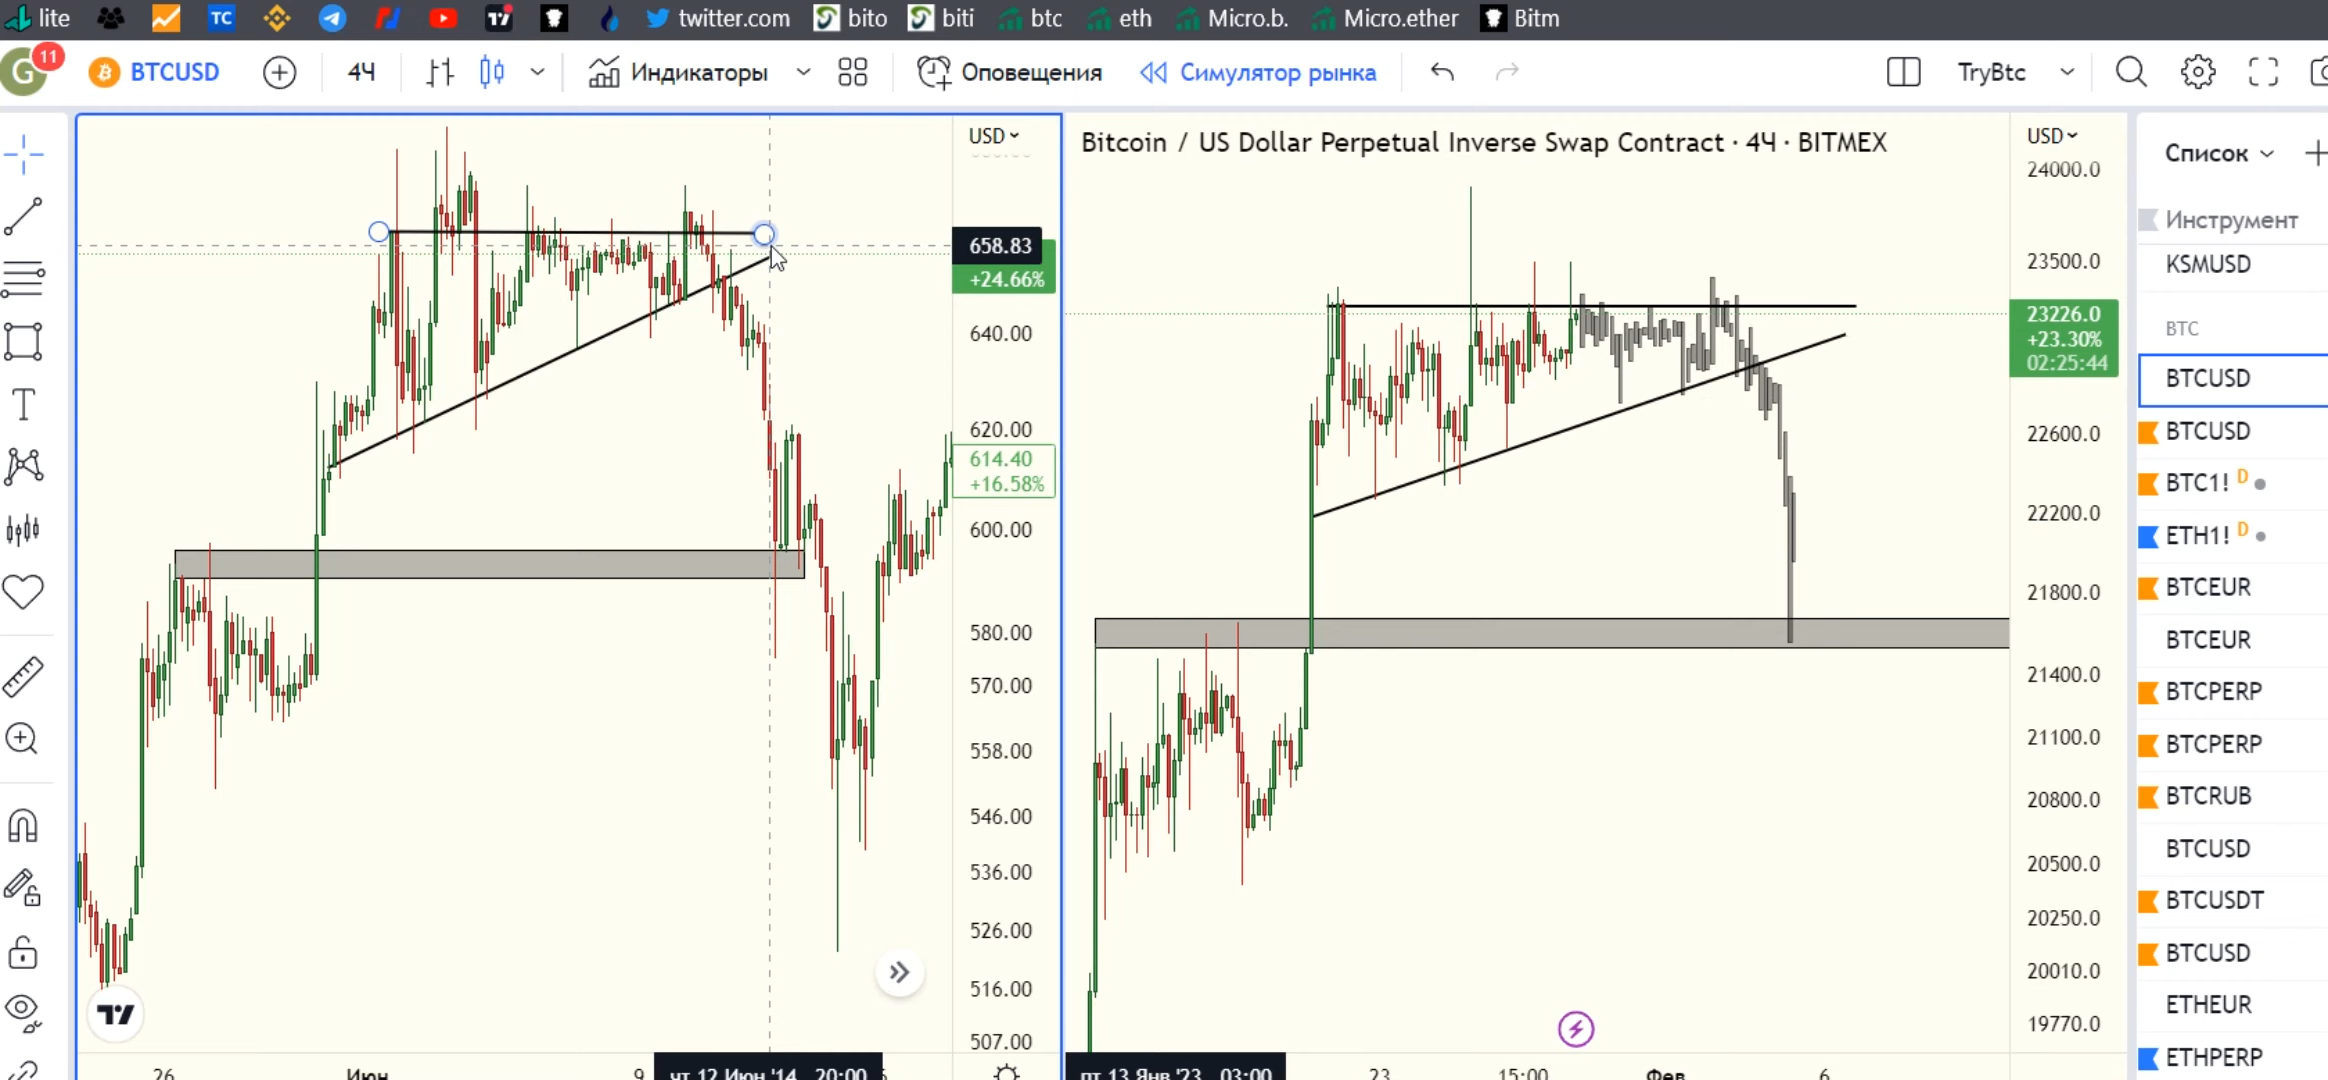 lite TC twitter.com bito biti btc eth Micro.b. Micro.ether Bitm
G 11 BTCUSD 4Ч Индикаторы Оповещения Симулятор рынка TryBtc
USD
658.83
+24.66%
640.00
620.00
614.40
+16.58%
600.00
580.00
570.00
558.00
546.00
536.00
526.00
516.00
507.00
26 Июн 9 чт 12 Июн '14 20:00
Bitcoin / US Dollar Perpetual Inverse Swap Contract · 4Ч · BITMEX
USD
24000.0
23500.0
23226.0
+23.30%
02:25:44
22600.0
22200.0
21800.0
21400.0
21100.0
20800.0
20500.0
20250.0
20010.0
19770.0
пт 13 Янв '23 03:00 23 15:00 Фев 6
Список
Инструмент
KSMUSD
BTC
BTCUSD
BTCUSD
BTC1! D
ETH1! D
BTCEUR
BTCEUR
BTCPERP
BTCPERP
BTCRUB
BTCUSD
BTCUSDT
BTCUSD
ETHEUR
ETHPERP